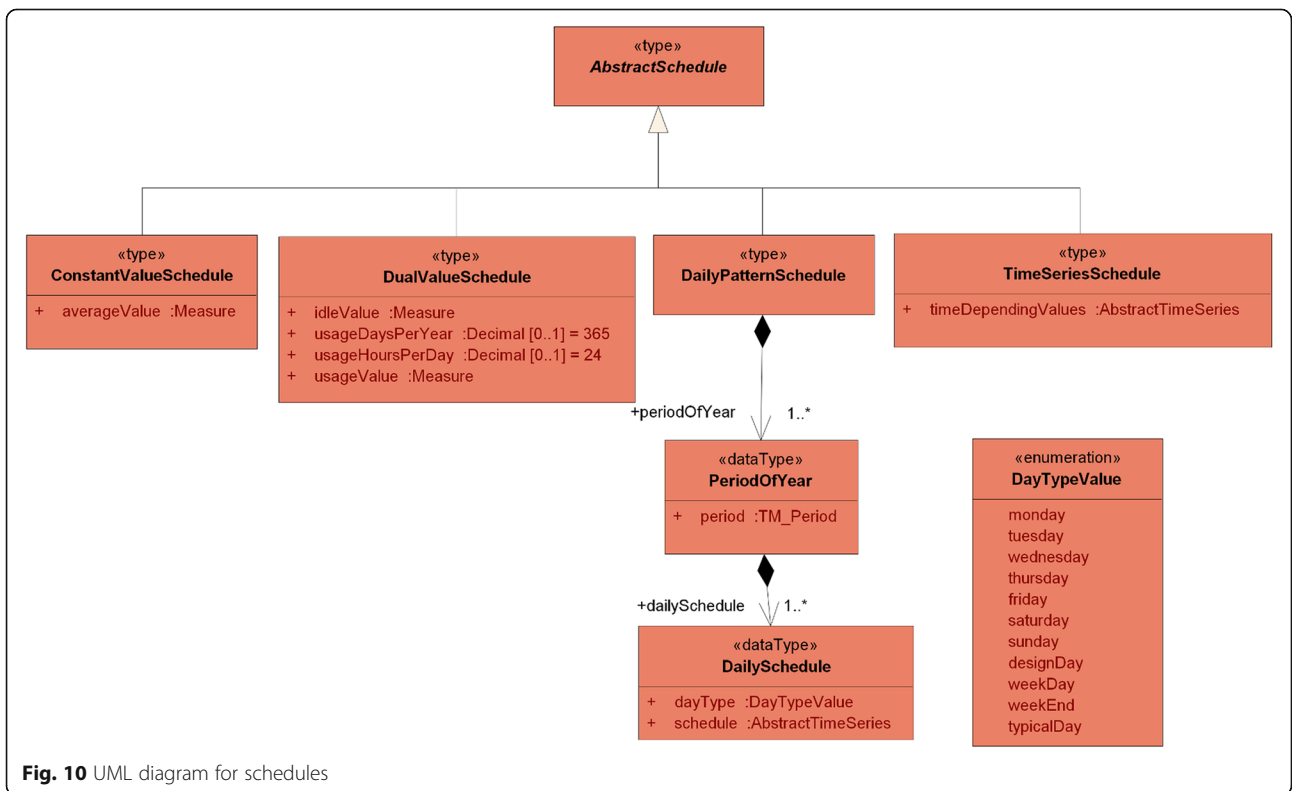 «type»
AbstractSchedule
«type»
ConstantValueSchedule
+ averageValue :Measure
«type»
DualValueSchedule
+ idleValue :Measure
+ usageDaysPerYear :Decimal [0..1] = 365
+ usageHoursPerDay :Decimal [0..1] = 24
+ usageValue :Measure
«type»
DailyPatternSchedule
«type»
TimeSeriesSchedule
+ timeDependingValues :AbstractTimeSeries
+periodOfYear 1..*
«dataType»
PeriodOfYear
+ period :TM_Period
+dailySchedule 1..*
«dataType»
DailySchedule
+ dayType :DayTypeValue
+ schedule :AbstractTimeSeries
«enumeration»
DayTypeValue
monday
tuesday
wednesday
thursday
friday
saturday
sunday
designDay
weekDay
weekEnd
typicalDay
Fig. 10 UML diagram for schedules